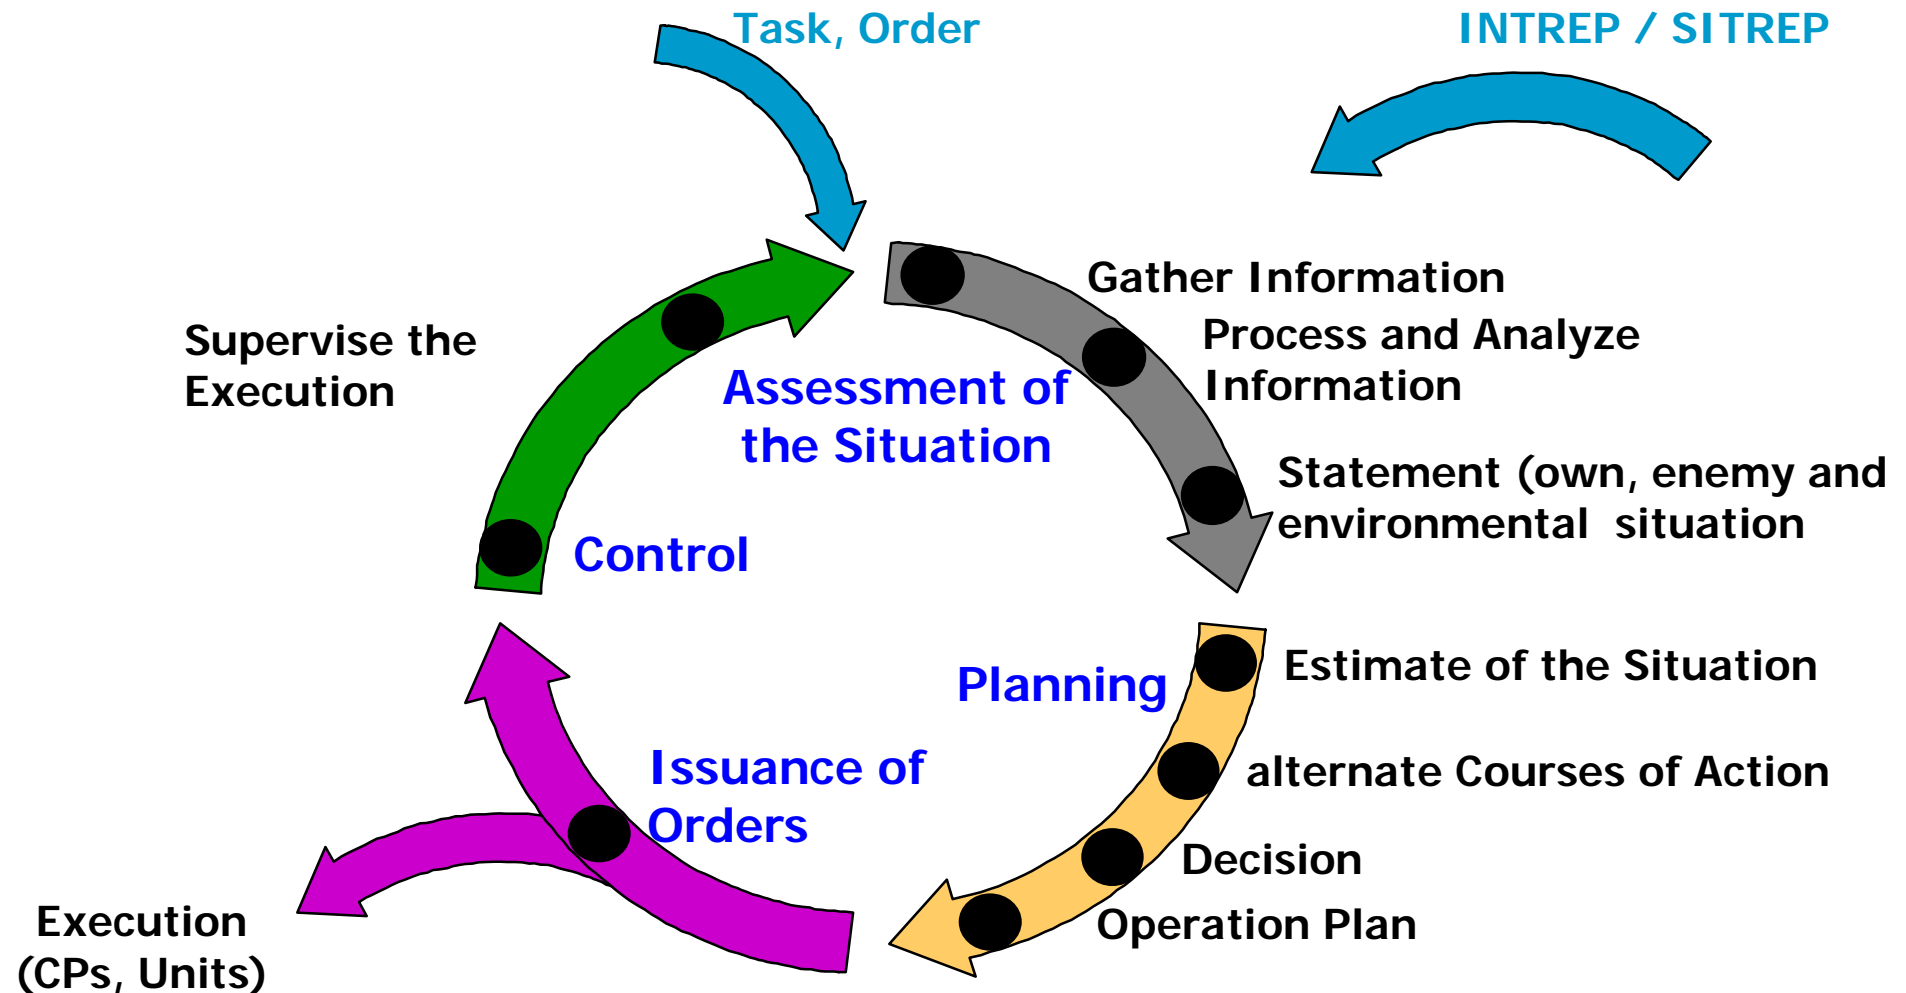 Task, Order
INTREP / SITREP
Gather Information
Process and Analyze
Information
Supervise the
Execution
Assessment of
the Situation
Statement (own, enemy and
environmental  situation
Control
Estimate of the Situation
Planning
alternate Courses of Action
Issuance of
Orders
Decision
Operation Plan
Execution
(CPs, Units)